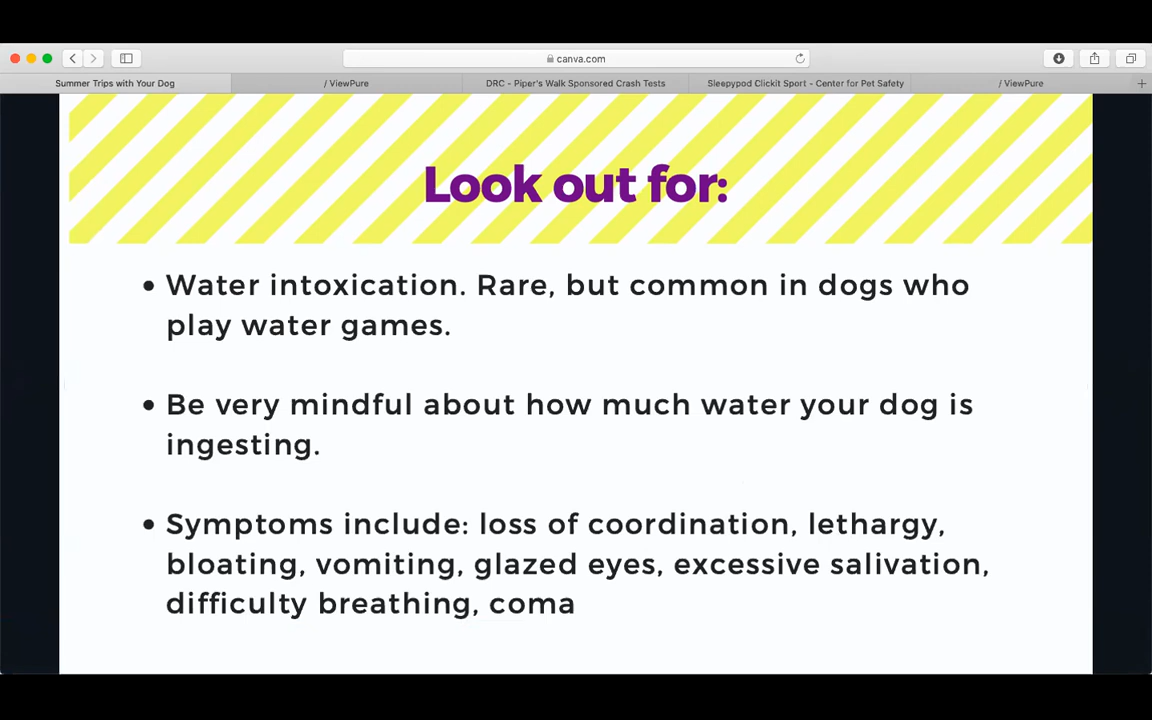 canva.com
Summer Trips with Your Dog
/ ViewPure
DRC - Piper's Walk Sponsored Crash Tests
Sleepypod Clickit Sport - Center for Pet Safety
/ ViewPure
Look out for:
• Water intoxication. Rare, but common in dogs who
play water games.
• Be very mindful about how much water your dog is
ingesting.
• Symptoms include: loss of coordination, lethargy,
bloating, vomiting, glazed eyes, excessive salivation,
difficulty breathing, coma